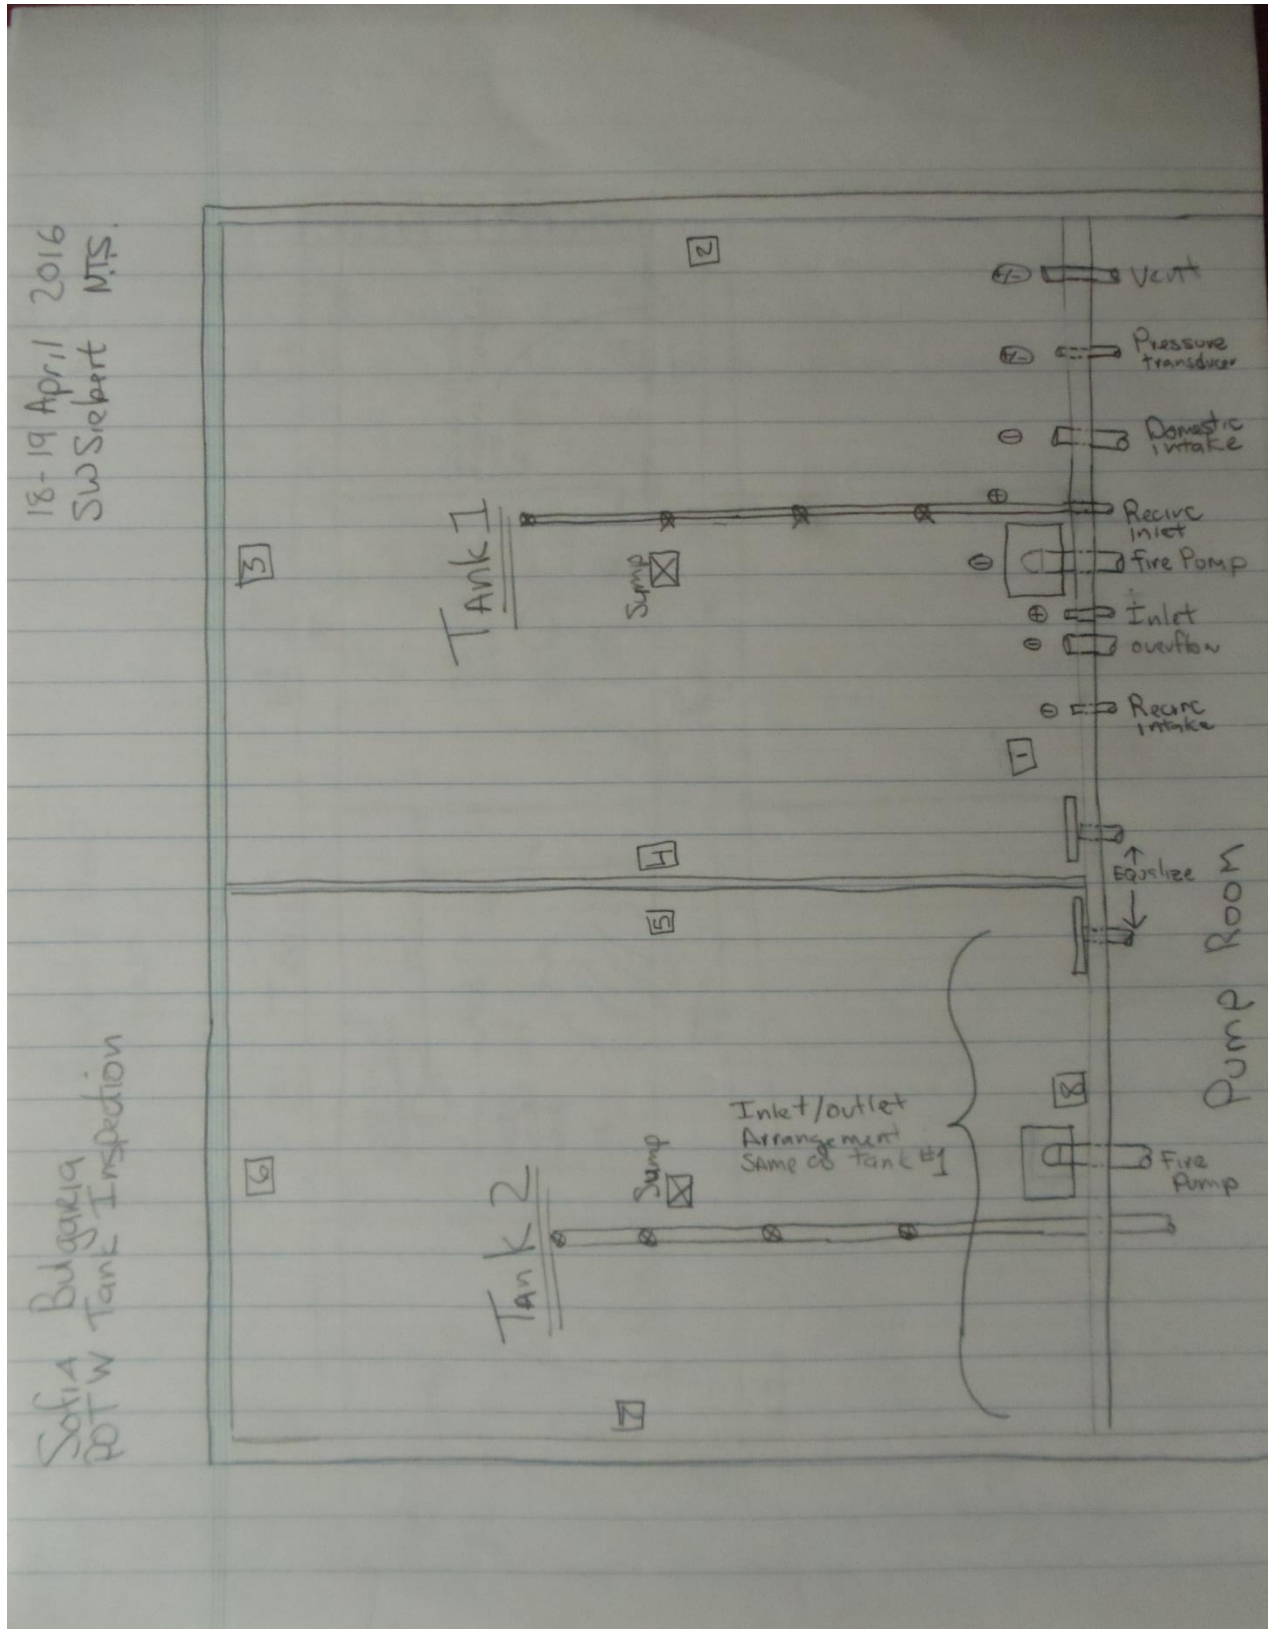 Sofia Bulgaria
POTW Tank Inspection
18-19 April 2016
SW Siebert N.T.S.
6
3
Tank 2
Tank 1
Sump
Sump
7
5
4
2
Inlet/outlet
Arrangement
SAme as Tank #1
8
1
+/-
+/-
-
+
-
+
-
-
Fire
Pump
Equalize
Recirc
intake
overflow
Inlet
Fire Pump
Recirc
inlet
Domestic
intake
Pressure
transducer
Vent
Pump Room